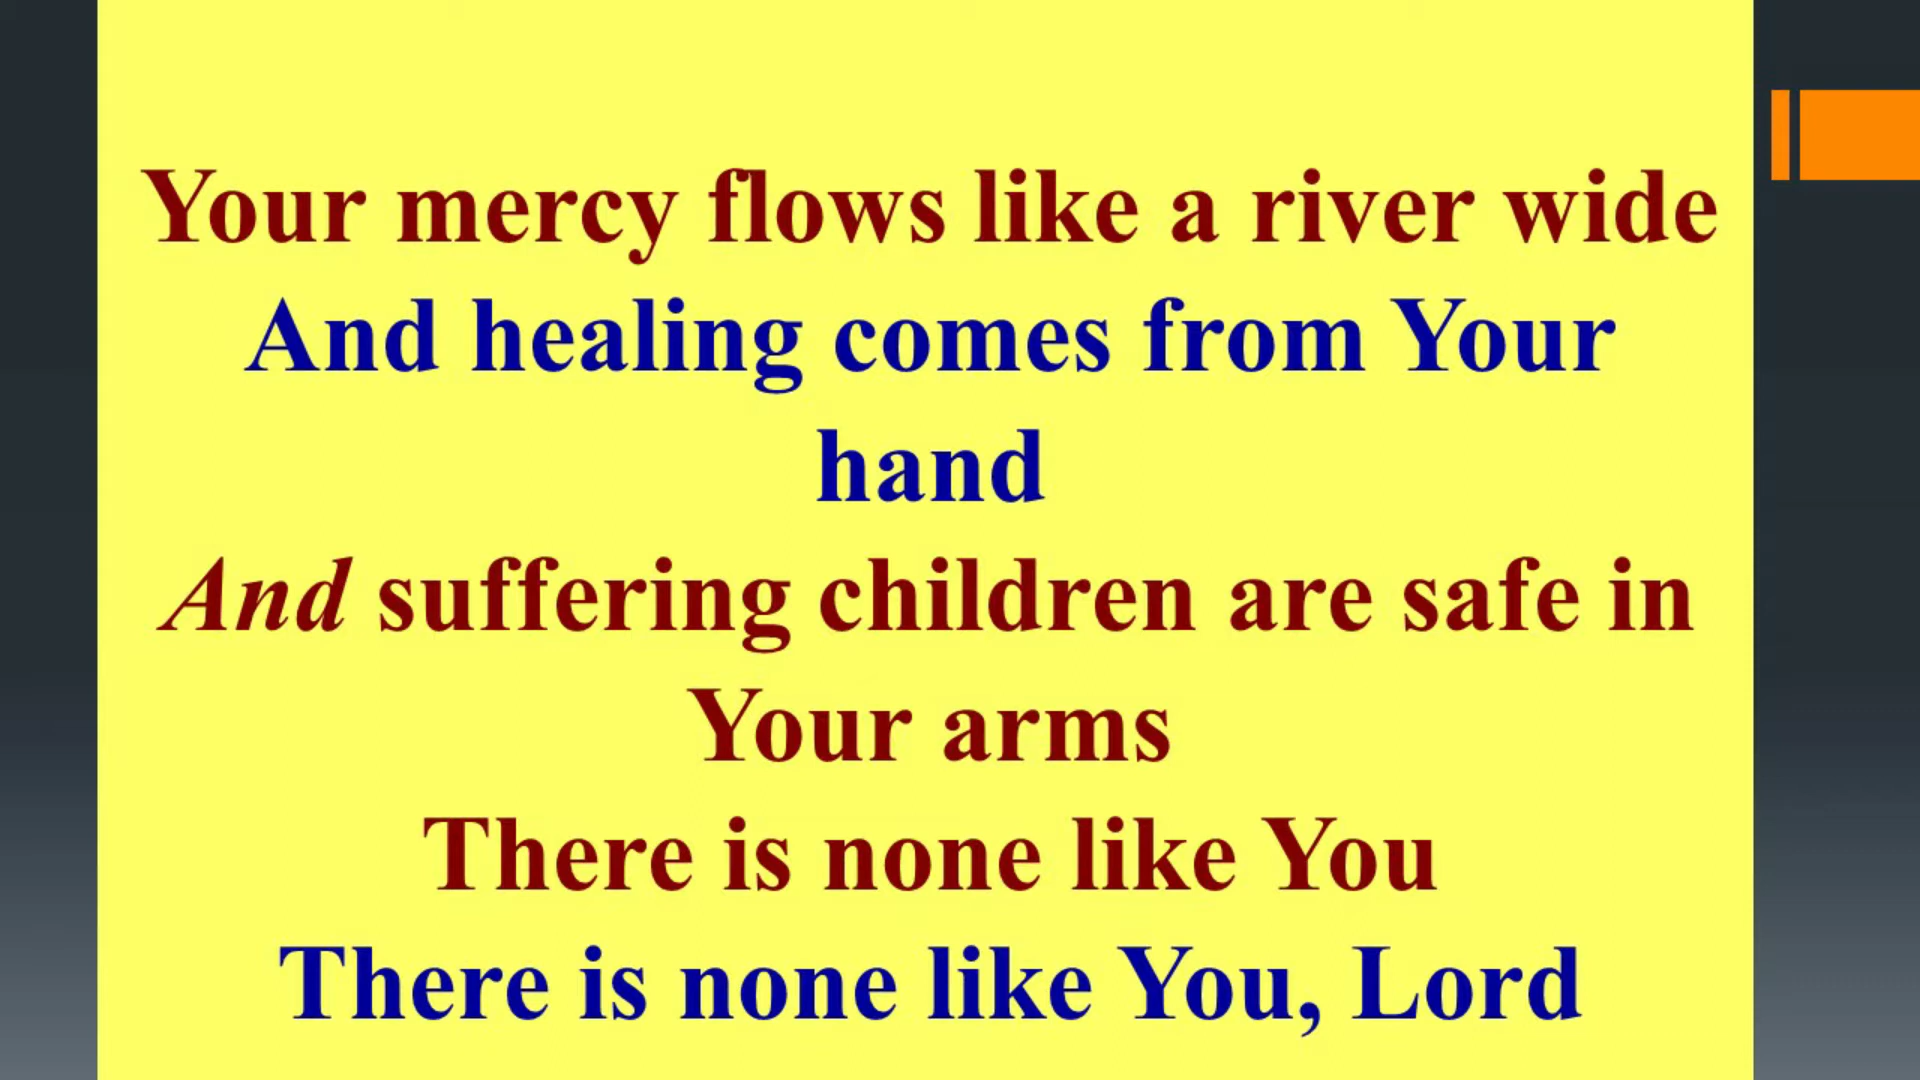 Your mercy flows like a river wide
And healing comes from Your
hand
And suffering children are safe in
Your arms
There is none like You
There is none like You, Lord